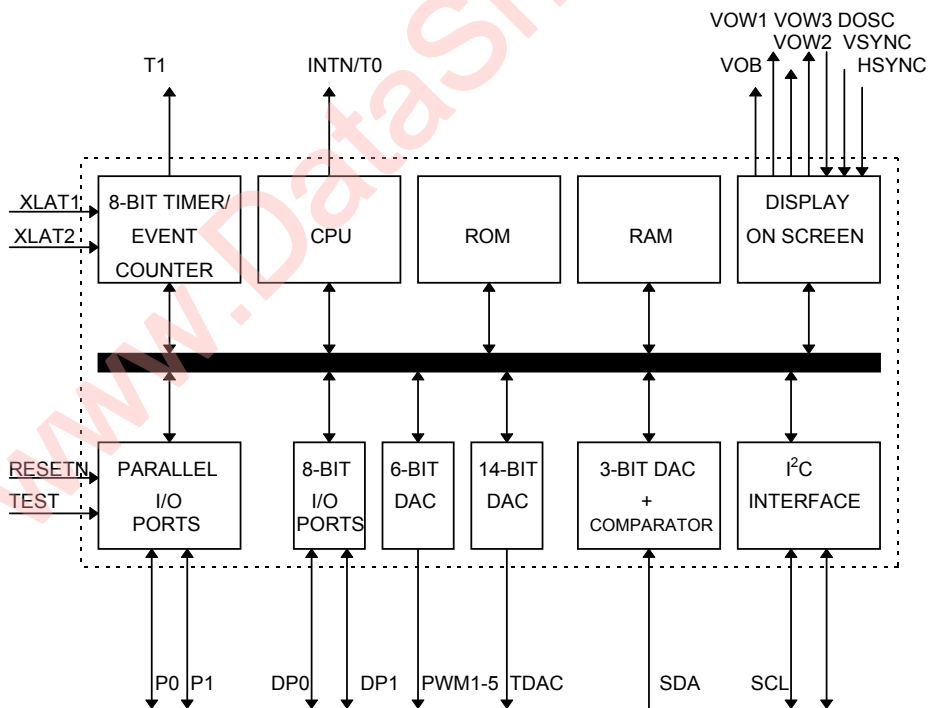 VOW1 VOW3 DOSC
VOW2 VSYNC
T1 INTN/T0 VOB HSYNC
XLAT1
XLAT2
8-BIT TIMER/
EVENT
COUNTER
CPU
ROM
RAM
DISPLAY
ON SCREEN
RESETN
TEST
PARALLEL
I/O
PORTS
8-BIT
I/O
PORTS
6-BIT
DAC
14-BIT
DAC
3-BIT DAC
+
COMPARATOR
I²C
INTERFACE
P0 P1 DP0 DP1 PWM1-5 TDAC SDA SCL
www.DataSh